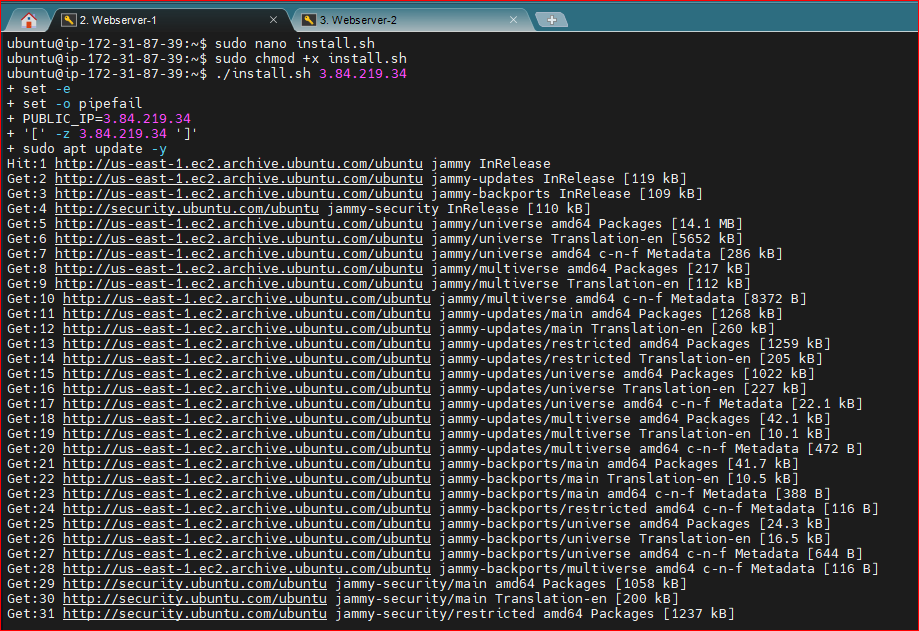 2. Webserver-1
3. Webserver-2
ubuntu@ip-172-31-87-39:~$ sudo nano install.sh
ubuntu@ip-172-31-87-39:~$ sudo chmod +x install.sh
ubuntu@ip-172-31-87-39:~$ ./install.sh 3.84.219.34
+ set -e
+ set -o pipefail
+ PUBLIC_IP=3.84.219.34
+ '[' -z 3.84.219.34 ']'
+ sudo apt update -y
Hit:1 http://us-east-1.ec2.archive.ubuntu.com/ubuntu jammy InRelease
Get:2 http://us-east-1.ec2.archive.ubuntu.com/ubuntu jammy-updates InRelease [119 kB]
Get:3 http://us-east-1.ec2.archive.ubuntu.com/ubuntu jammy-backports InRelease [109 kB]
Get:4 http://security.ubuntu.com/ubuntu jammy-security InRelease [110 kB]
Get:5 http://us-east-1.ec2.archive.ubuntu.com/ubuntu jammy/universe amd64 Packages [14.1 MB]
Get:6 http://us-east-1.ec2.archive.ubuntu.com/ubuntu jammy/universe Translation-en [5652 kB]
Get:7 http://us-east-1.ec2.archive.ubuntu.com/ubuntu jammy/universe amd64 c-n-f Metadata [286 kB]
Get:8 http://us-east-1.ec2.archive.ubuntu.com/ubuntu jammy/multiverse amd64 Packages [217 kB]
Get:9 http://us-east-1.ec2.archive.ubuntu.com/ubuntu jammy/multiverse Translation-en [112 kB]
Get:10 http://us-east-1.ec2.archive.ubuntu.com/ubuntu jammy/multiverse amd64 c-n-f Metadata [8372 B]
Get:11 http://us-east-1.ec2.archive.ubuntu.com/ubuntu jammy-updates/main amd64 Packages [1268 kB]
Get:12 http://us-east-1.ec2.archive.ubuntu.com/ubuntu jammy-updates/main Translation-en [260 kB]
Get:13 http://us-east-1.ec2.archive.ubuntu.com/ubuntu jammy-updates/restricted amd64 Packages [1259 kB]
Get:14 http://us-east-1.ec2.archive.ubuntu.com/ubuntu jammy-updates/restricted Translation-en [205 kB]
Get:15 http://us-east-1.ec2.archive.ubuntu.com/ubuntu jammy-updates/universe amd64 Packages [1022 kB]
Get:16 http://us-east-1.ec2.archive.ubuntu.com/ubuntu jammy-updates/universe Translation-en [227 kB]
Get:17 http://us-east-1.ec2.archive.ubuntu.com/ubuntu jammy-updates/universe amd64 c-n-f Metadata [22.1 kB]
Get:18 http://us-east-1.ec2.archive.ubuntu.com/ubuntu jammy-updates/multiverse amd64 Packages [42.1 kB]
Get:19 http://us-east-1.ec2.archive.ubuntu.com/ubuntu jammy-updates/multiverse Translation-en [10.1 kB]
Get:20 http://us-east-1.ec2.archive.ubuntu.com/ubuntu jammy-updates/multiverse amd64 c-n-f Metadata [472 B]
Get:21 http://us-east-1.ec2.archive.ubuntu.com/ubuntu jammy-backports/main amd64 Packages [41.7 kB]
Get:22 http://us-east-1.ec2.archive.ubuntu.com/ubuntu jammy-backports/main Translation-en [10.5 kB]
Get:23 http://us-east-1.ec2.archive.ubuntu.com/ubuntu jammy-backports/main amd64 c-n-f Metadata [388 B]
Get:24 http://us-east-1.ec2.archive.ubuntu.com/ubuntu jammy-backports/restricted amd64 c-n-f Metadata [116 B]
Get:25 http://us-east-1.ec2.archive.ubuntu.com/ubuntu jammy-backports/universe amd64 Packages [24.3 kB]
Get:26 http://us-east-1.ec2.archive.ubuntu.com/ubuntu jammy-backports/universe Translation-en [16.5 kB]
Get:27 http://us-east-1.ec2.archive.ubuntu.com/ubuntu jammy-backports/universe amd64 c-n-f Metadata [644 B]
Get:28 http://us-east-1.ec2.archive.ubuntu.com/ubuntu jammy-backports/multiverse amd64 c-n-f Metadata [116 B]
Get:29 http://security.ubuntu.com/ubuntu jammy-security/main amd64 Packages [1058 kB]
Get:30 http://security.ubuntu.com/ubuntu jammy-security/main Translation-en [200 kB]
Get:31 http://security.ubuntu.com/ubuntu jammy-security/restricted amd64 Packages [1237 kB]